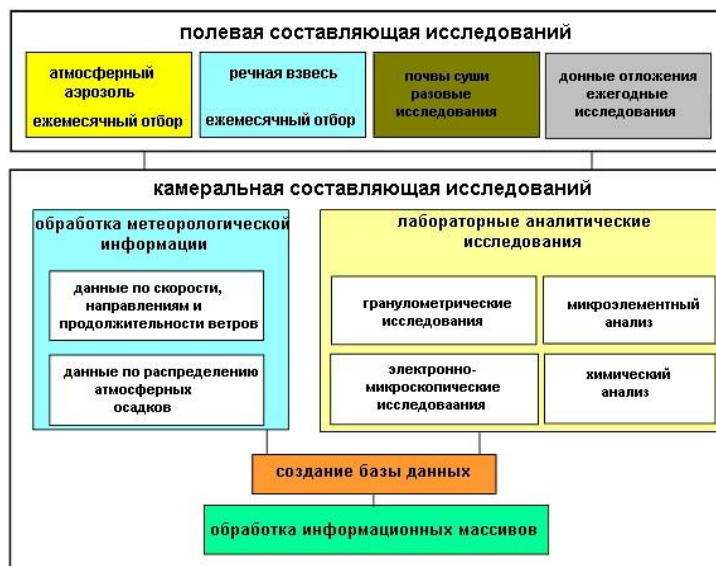 полевая составляющая исследований
атмосферный
аэрозоль
ежемесячный отбор
речная взвесь
ежемесячный отбор
почвы суши
разовые
исследования
донные отложения
ежегодные
исследования
камеральная составляющая исследований
обработка метеорологической
информации
данные по скорости,
направлениям и
продолжительности ветров
данные по распределению
атмосферных
осадков
лабораторные аналитические
исследования
гранулометрические
исследования
микроэлементный
анализ
электронно-
микроскопические
исследоваания
химический
анализ
создание базы данных
обработка информационных массивов